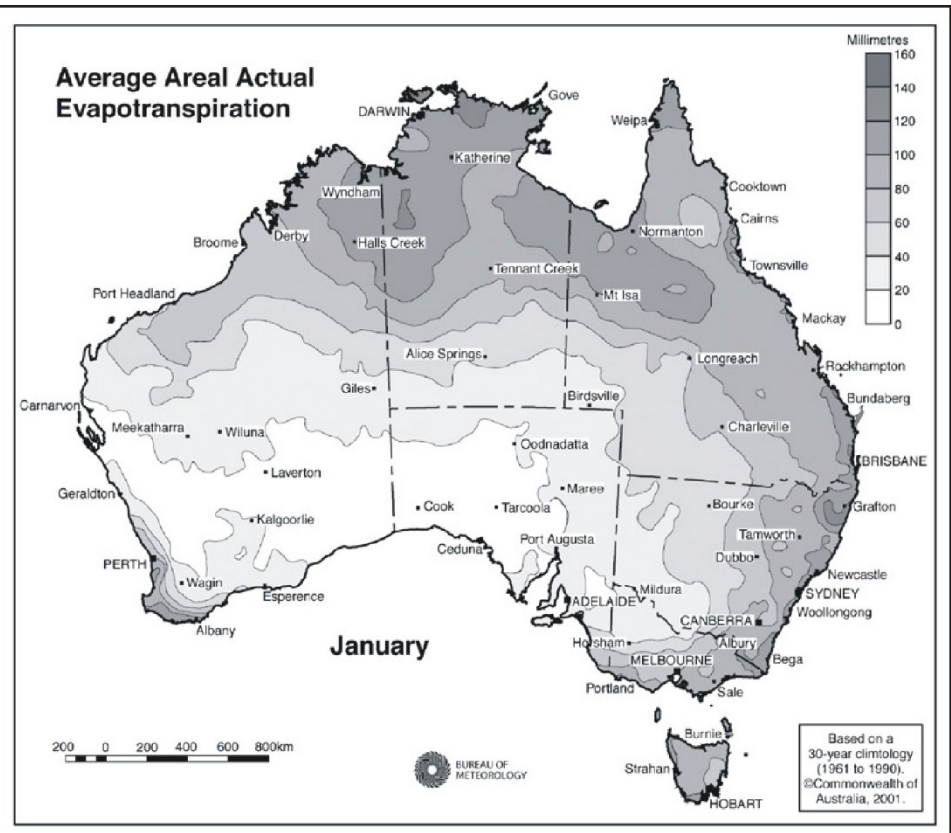 Average Areal Actual
Evapotranspiration
Millimetres
160
140
120
100
80
60
40
20
0
DARWIN
Gove
Weipa
Katherine
Wyndham
Cooktown
Cairns
Broome
Derby
Halls Creek
Normanton
Tennant Creek
Townsville
Port Headland
Mt Isa
Mackay
Alice Springs
Longreach
Rockhampton
Giles
Birdsville
Bundaberg
Carnarvon
Meekatharra
Wiluna
Charleville
Oodnadatta
BRISBANE
Laverton
Maree
Geraldton
Cook
Tarcoola
Bourke
Grafton
Kalgoorlie
Tamworth
Ceduna
Port Augusta
Dubbo
PERTH
Newcastle
Wagin
Mildura
SYDNEY
Esperence
ADELAIDE
Woollongong
CANBERRA
Albany
Horsham
Albury
January
MELBOURNE
Bega
Portland
Sale
Burnie
Strahan
HOBART
200 0 200 400 600 800km
BUREAU OF
METEOROLOGY
Based on a
30-year climtology
(1961 to 1990).
©Commonwealth of
Australia, 2001.